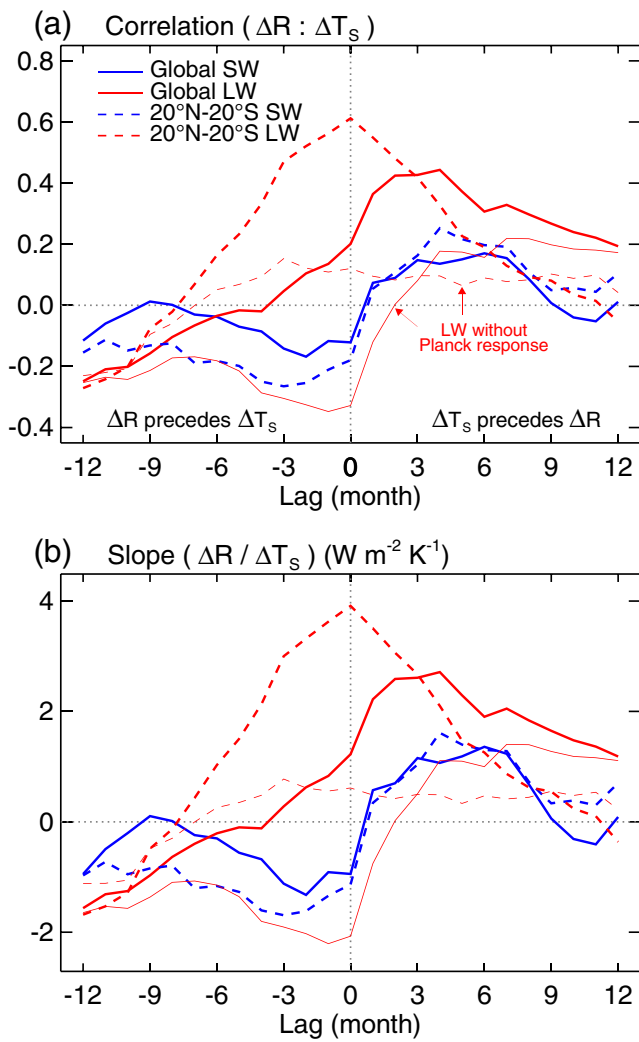 (a) Correlation ( ΔR : ΔT_S )
0.8
0.6
0.4
0.2
0.0
-0.2
-0.4
Global SW
Global LW
20°N-20°S SW
20°N-20°S LW
LW without
Planck response
ΔR precedes ΔT_S
ΔT_S precedes ΔR
-12 -9 -6 -3 0 3 6 9 12
Lag (month)
(b) Slope ( ΔR / ΔT_S ) (W m⁻² K⁻¹)
4
2
0
-2
-12 -9 -6 -3 0 3 6 9 12
Lag (month)